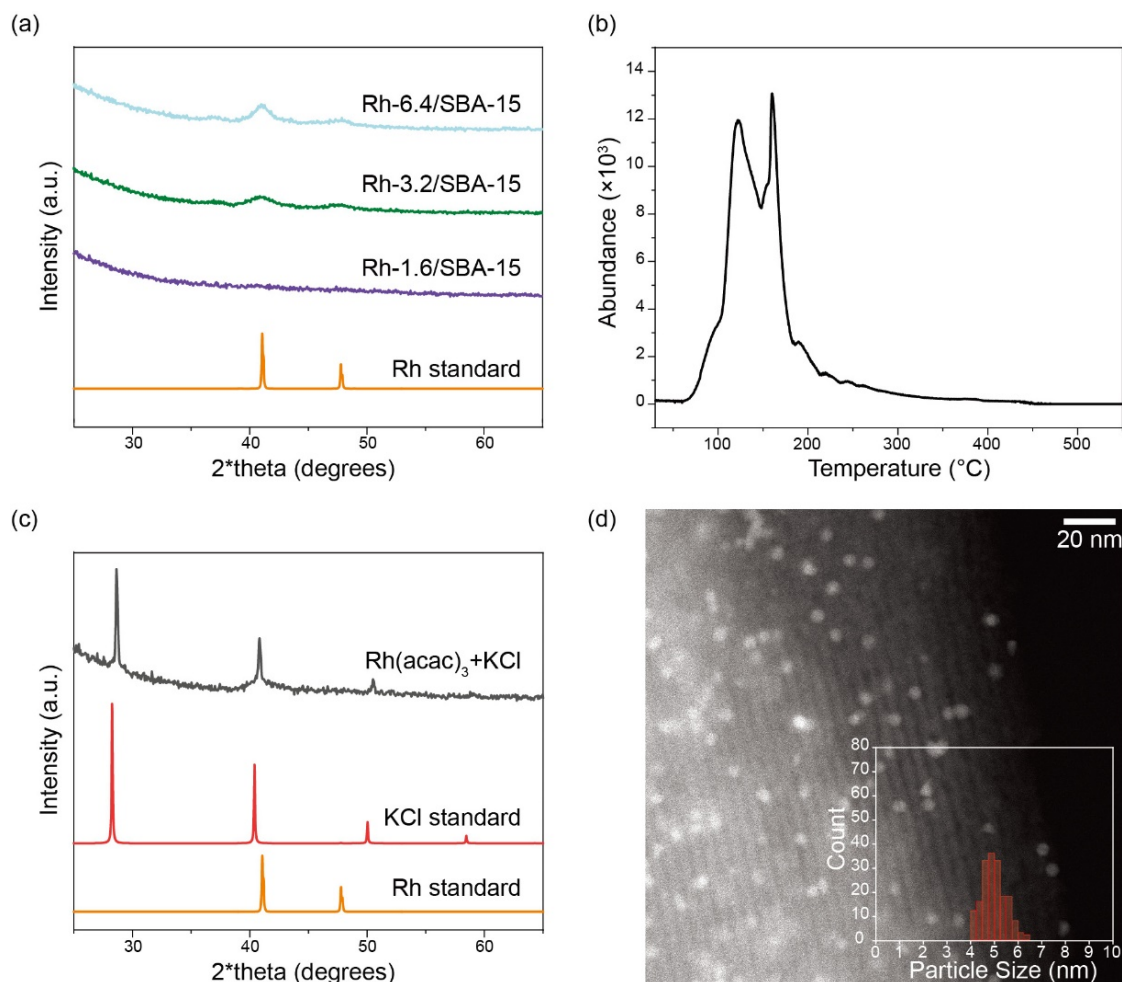 (a)
Rh-6.4/SBA-15
Rh-3.2/SBA-15
Rh-1.6/SBA-15
Rh standard
Intensity (a.u.)
30 40 50 60
2*theta (degrees)
(b)
14
12
10
8
6
4
2
0
Abundance (×10³)
100 200 300 400 500
Temperature (°C)
(c)
Rh(acac)₃+KCl
KCl standard
Rh standard
Intensity (a.u.)
30 40 50 60
2*theta (degrees)
(d)
20 nm
80
70
60
50
40
30
20
10
0
Count
0 1 2 3 4 5 6 7 8 9 10
Particle Size (nm)